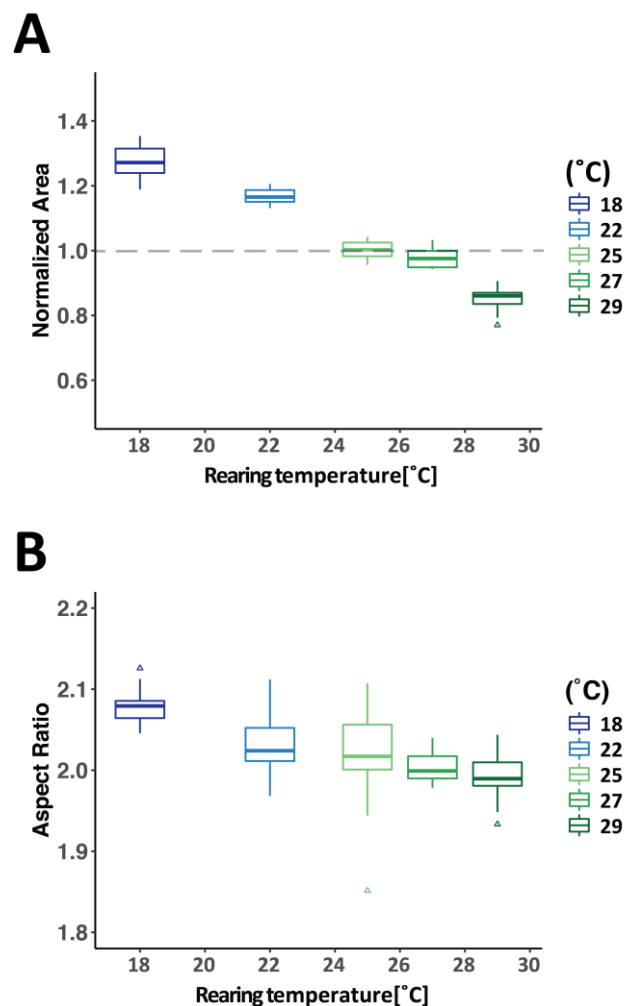 A
Normalized Area
1.4
1.2
1.0
0.8
0.6
18 20 22 24 26 28 30
Rearing temperature[˚C]
(˚C)
18
22
25
27
29
B
Aspect Ratio
2.2
2.1
2.0
1.9
1.8
18 20 22 24 26 28 30
Rearing temperature[˚C]
(˚C)
18
22
25
27
29